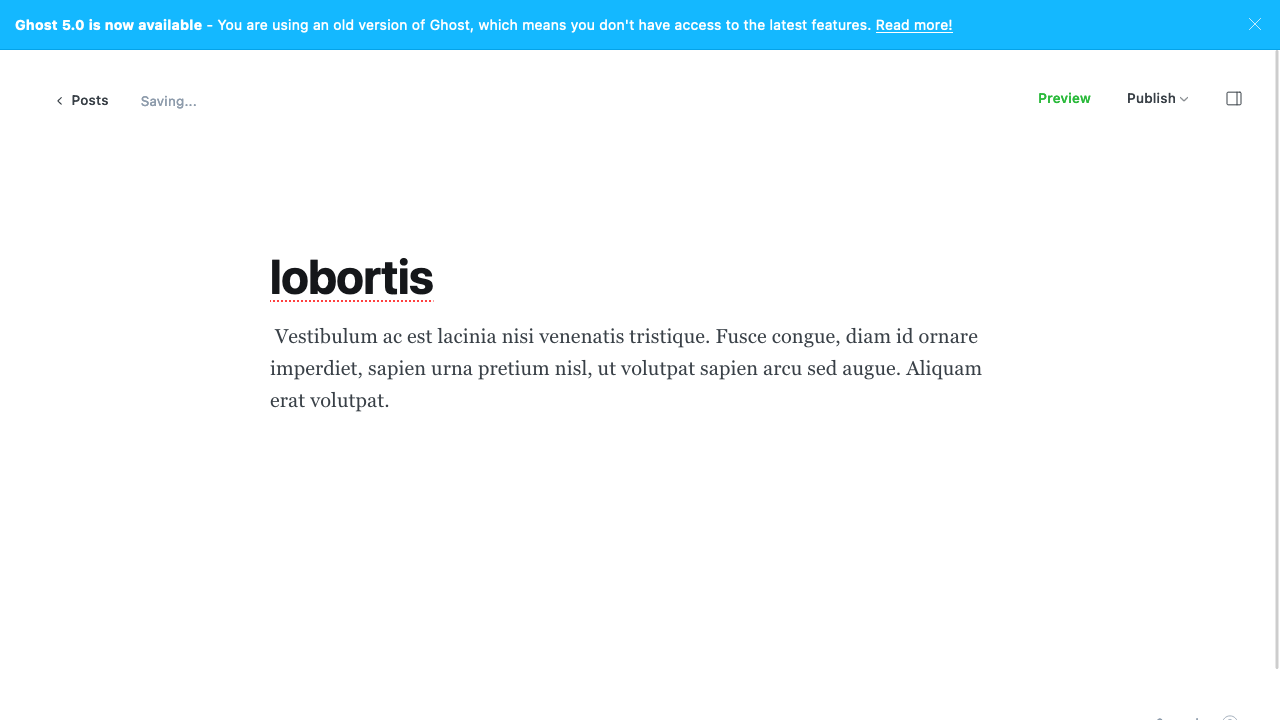 Ghost 5.0 is now available - You are using an old version of Ghost, which means you don't have access to the latest features. Read more!
Posts
Saving...
Preview
Publish
lobortis
Vestibulum ac est lacinia nisi venenatis tristique. Fusce congue, diam id ornare
imperdiet, sapien urna pretium nisl, ut volutpat sapien arcu sed augue. Aliquam
erat volutpat.